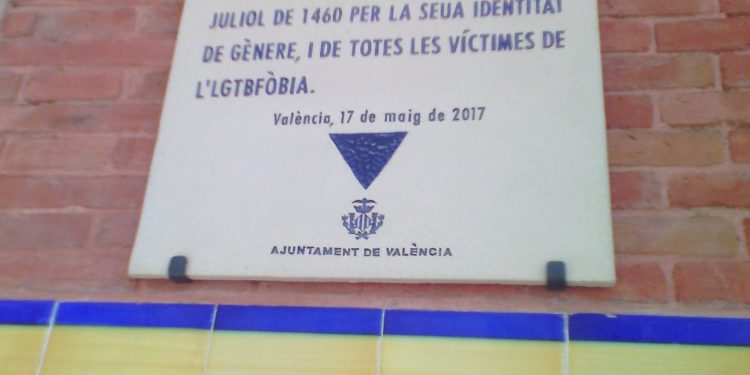 JULIOL DE 1460 PER LA SEUA IDENTITAT
DE GÈNERE, I DE TOTES LES VÍCTIMES DE
L'LGTBFÒBIA.
València, 17 de maig de 2017
AJUNTAMENT DE VALÈNCIA